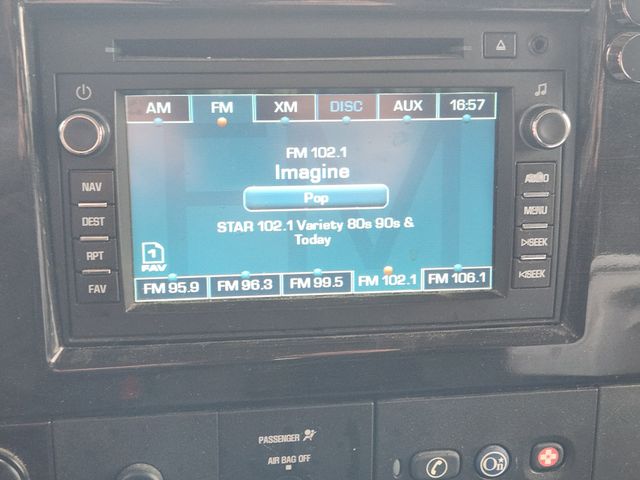 AM FM XM DISC AUX 16:57
FM 102.1
Imagine
Pop
STAR 102.1 Variety 80s 90s &
Today
1
FAV
FM 95.9 FM 96.3 FM 99.5 FM 102.1 FM 106.1
NAV
DEST
RPT
FAV
AUDIO
MENU
SEEK
SEEK
PASSENGER
AIR BAG OFF
On